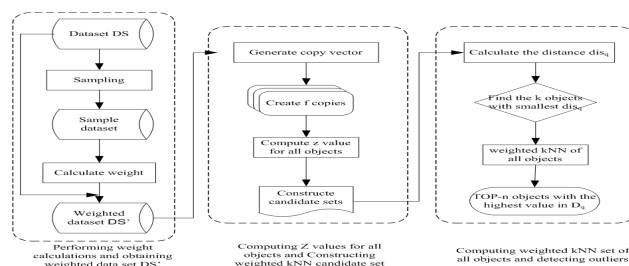 Dataset DS
Sampling
Sample
dataset
Calculate weight
Weighted
dataset DS'
Performing weight
calculations and obtaining
weighted data set DS'
Generate copy vector
Create f copies
Compute z value
for all objects
Constructe
candidate sets
Computing Z values for all
objects and Constructing
weighted kNN candidate set
Calculate the distance disq
Find the k objects
with smallest disq
weighted kNN of
all objects
TOP-n objects with the
highest value in Dq
Computing weighted kNN set of
all objects and detecting outliers